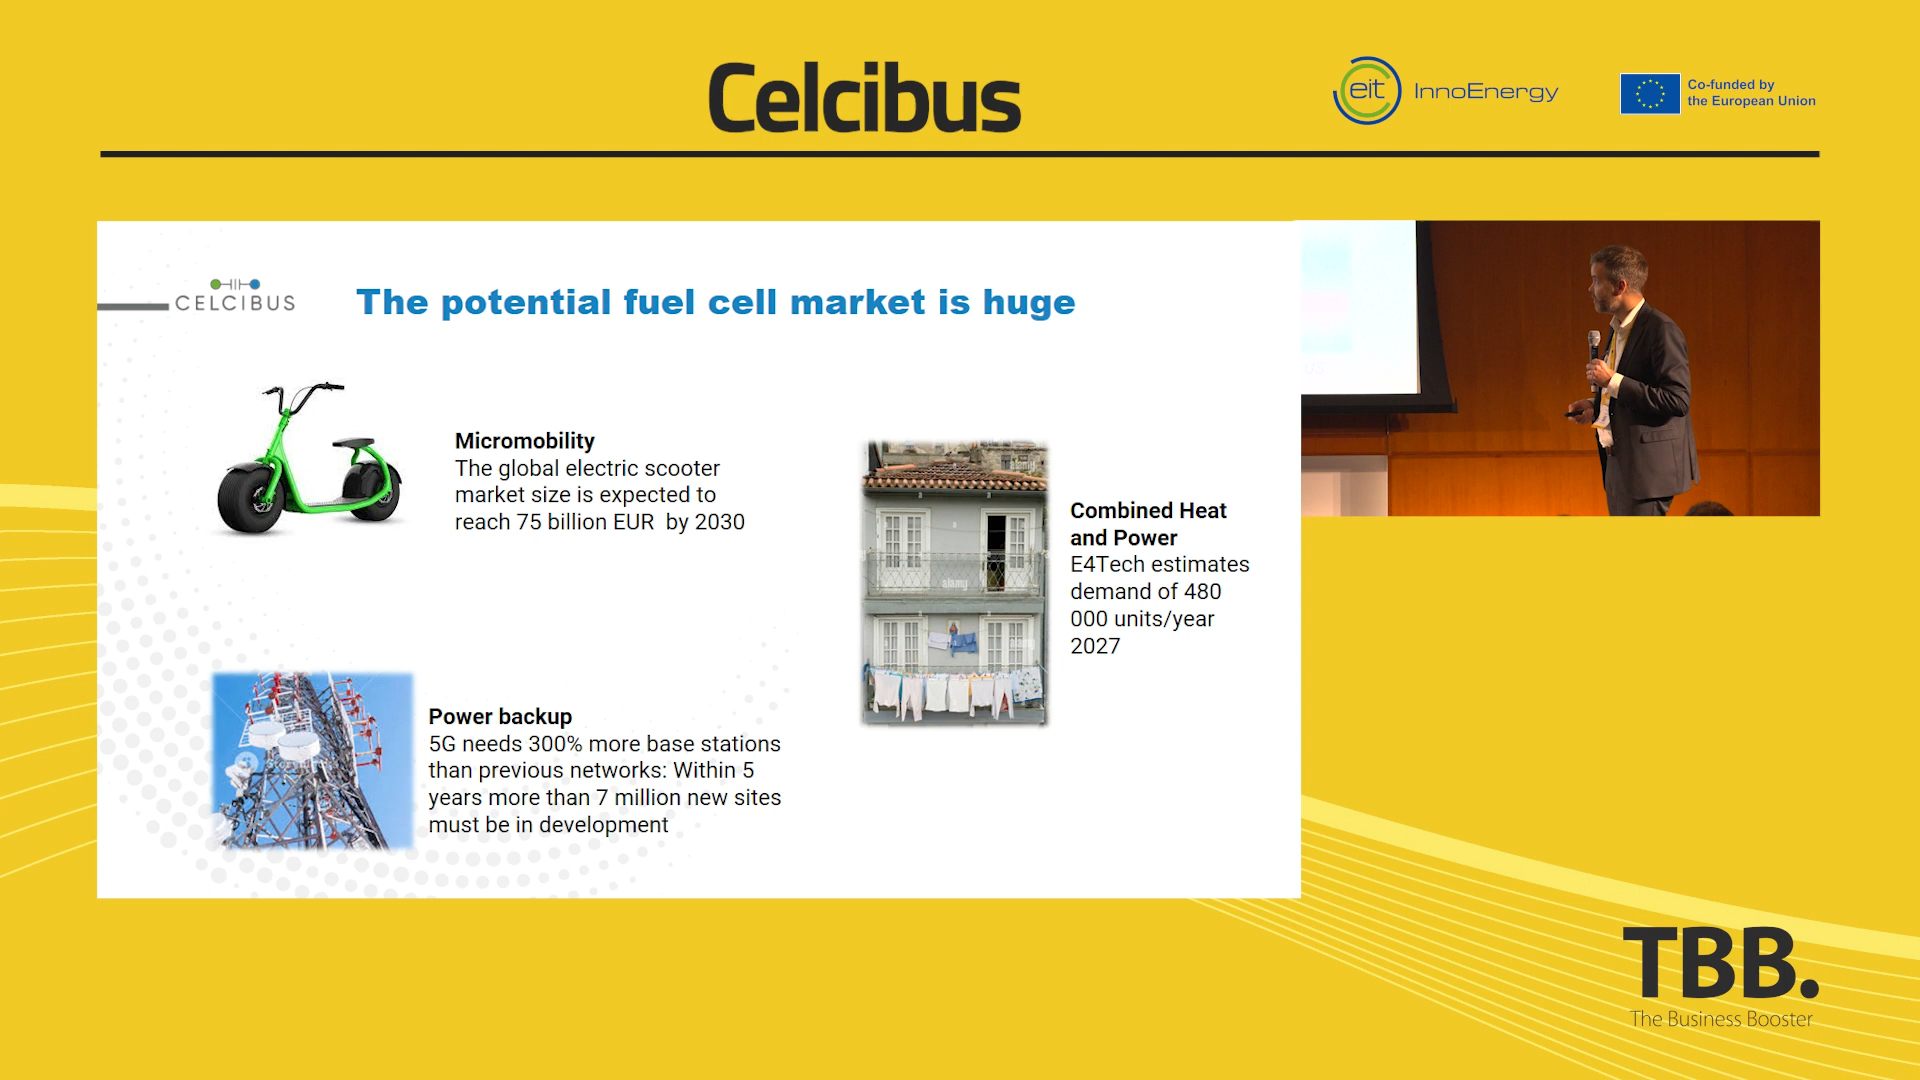 Celcibus
eit InnoEnergy
Co-funded by
the European Union
CELCIBUS
The potential fuel cell market is huge
Micromobility
The global electric scooter
market size is expected to
reach 75 billion EUR by 2030
Combined Heat
and Power
E4Tech estimates
demand of 480
000 units/year
2027
alamy
alamy
Power backup
5G needs 300% more base stations
than previous networks: Within 5
years more than 7 million new sites
must be in development
TBB.
The Business Booster